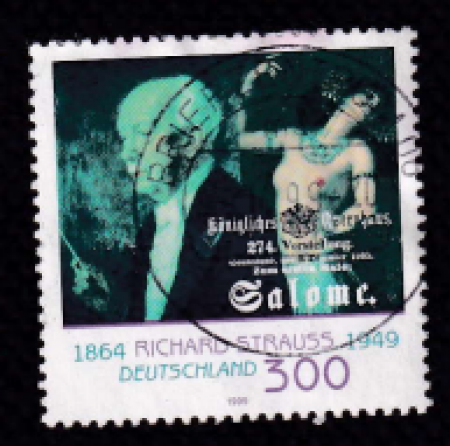 Königliches Opernhaus.
274. Vorstellung.
Zum ersten Male:
Salome.
1864 RICHARD STRAUSS 1949
DEUTSCHLAND 300
1999